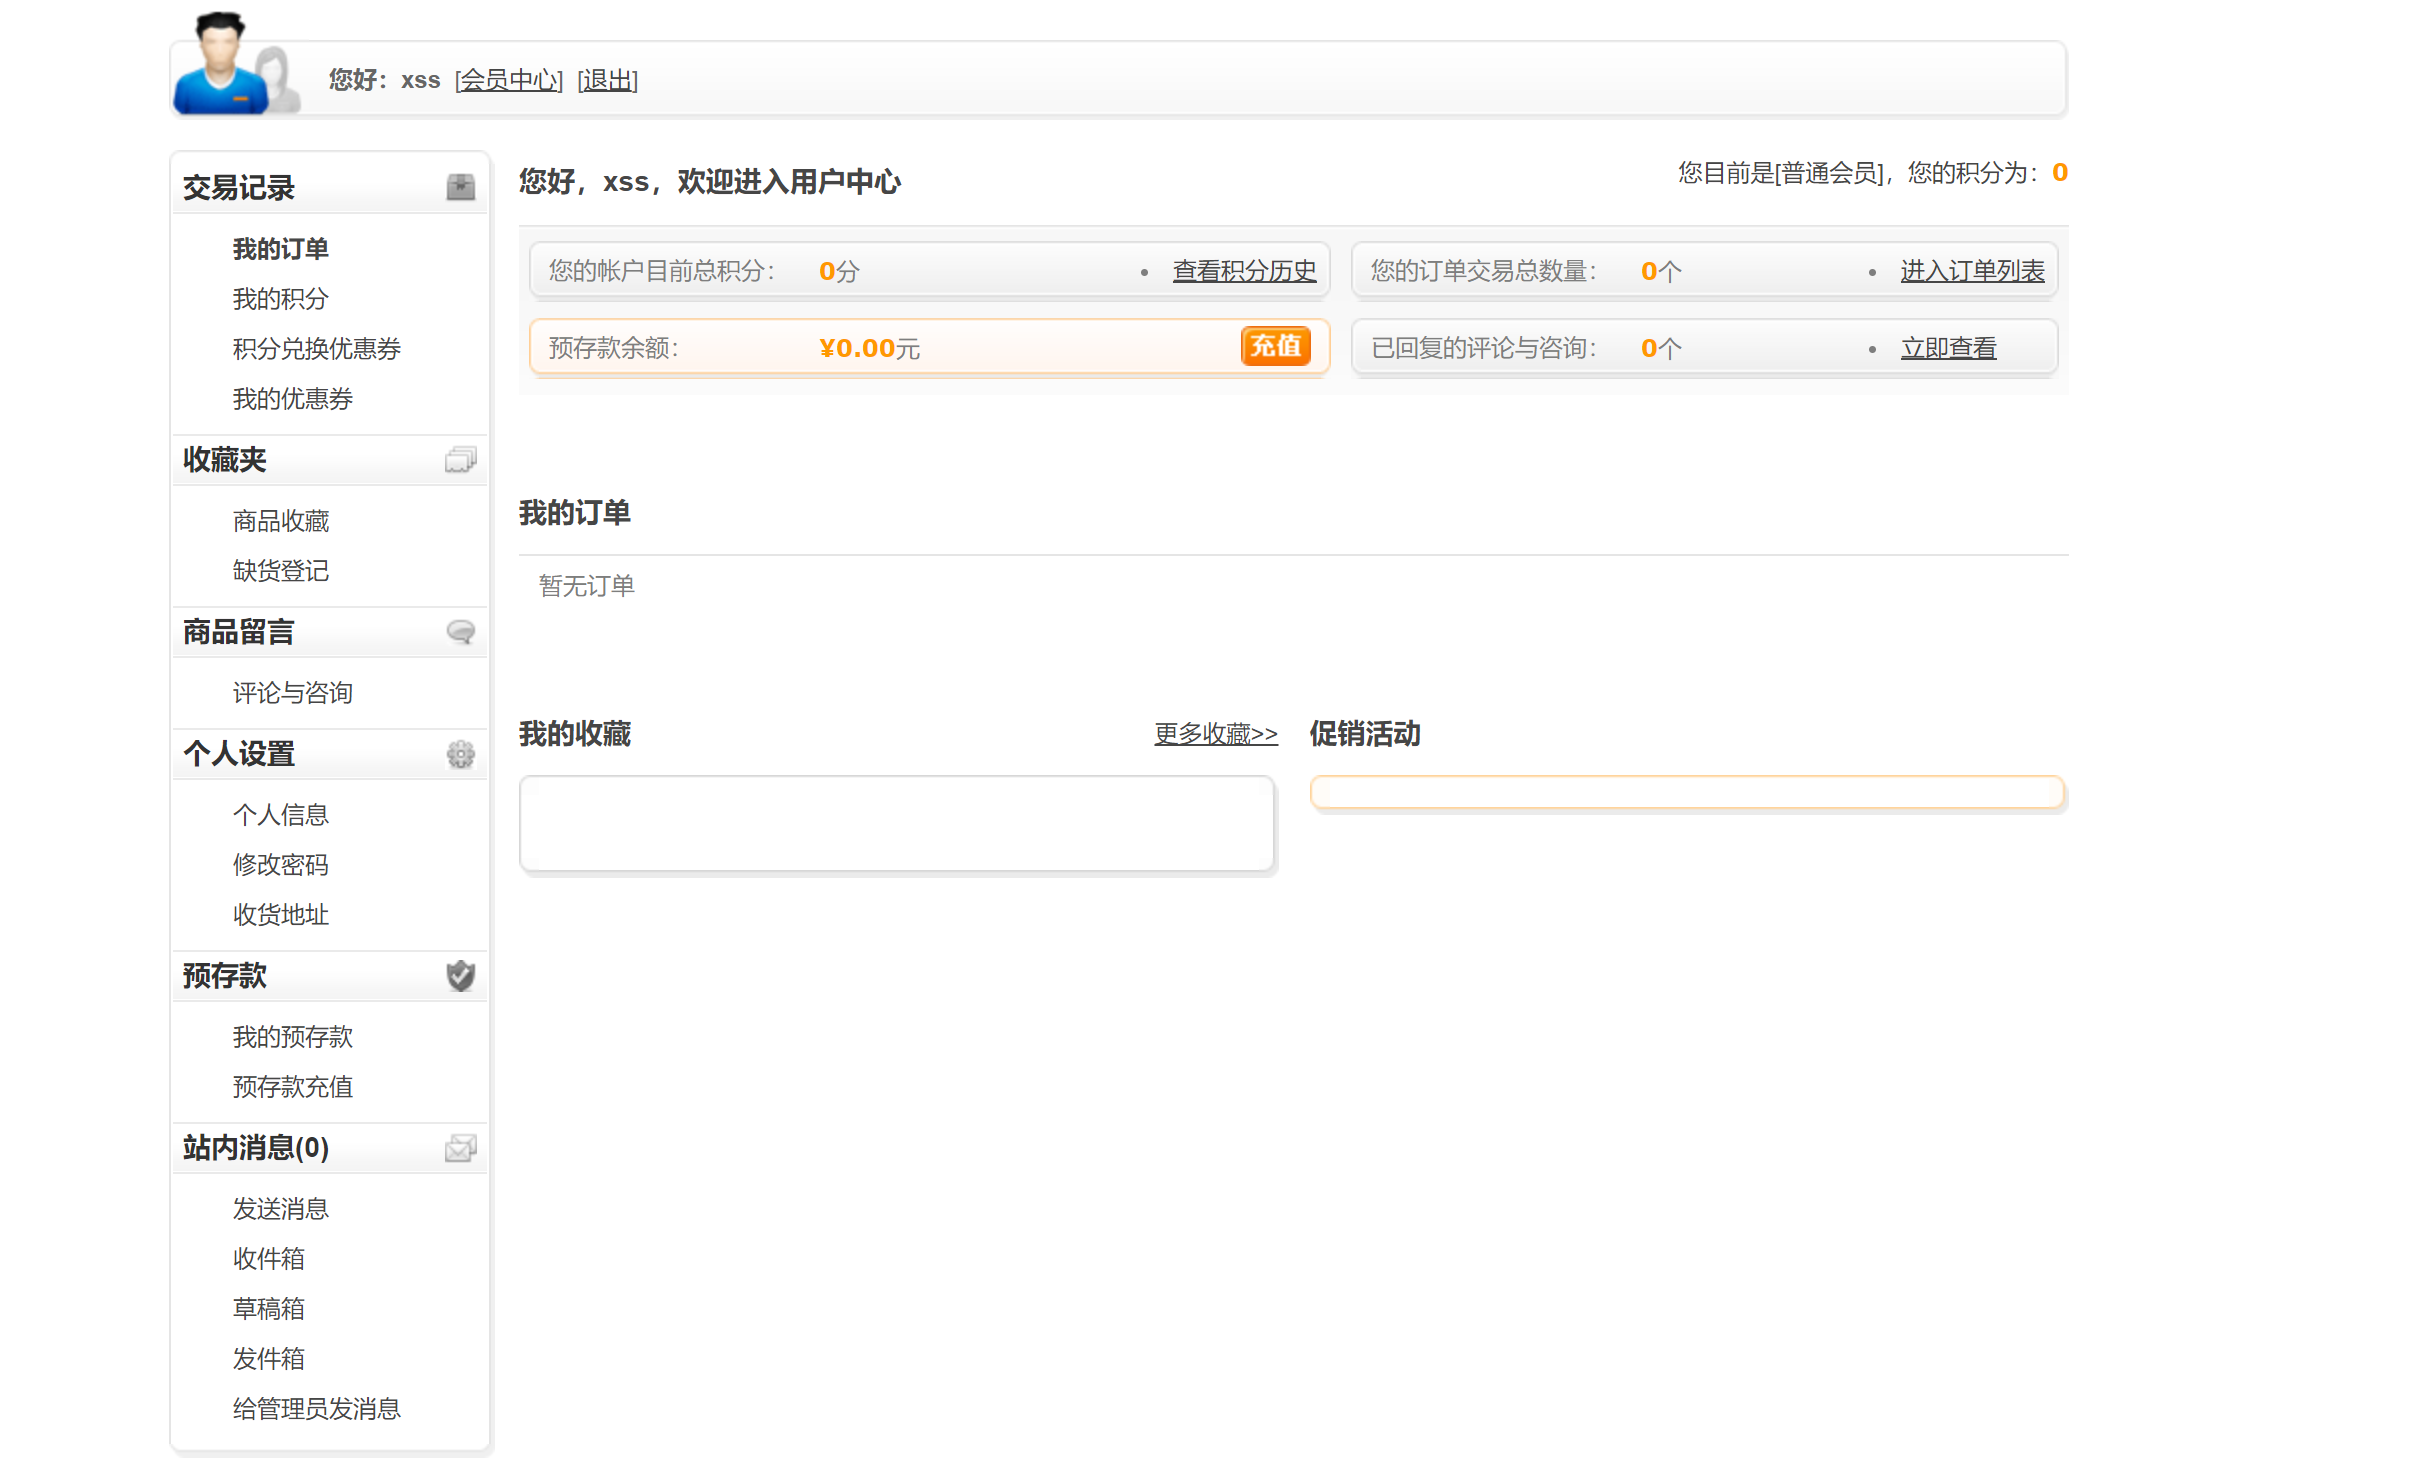 您好：xss [会员中心] [退出]
交易记录
我的订单
我的积分
积分兑换优惠券
我的优惠券
收藏夹
商品收藏
缺货登记
商品留言
评论与咨询
个人设置
个人信息
修改密码
收货地址
预存款
我的预存款
预存款充值
站内消息(0)
发送消息
收件箱
草稿箱
发件箱
给管理员发消息
您好，xss，欢迎进入用户中心
您目前是[普通会员]，您的积分为：0
您的帐户目前总积分： 0分 • 查看积分历史
您的订单交易总数量： 0个 • 进入订单列表
预存款余额： ¥0.00元 充值
已回复的评论与咨询： 0个 • 立即查看
我的订单
暂无订单
我的收藏 更多收藏>>
促销活动